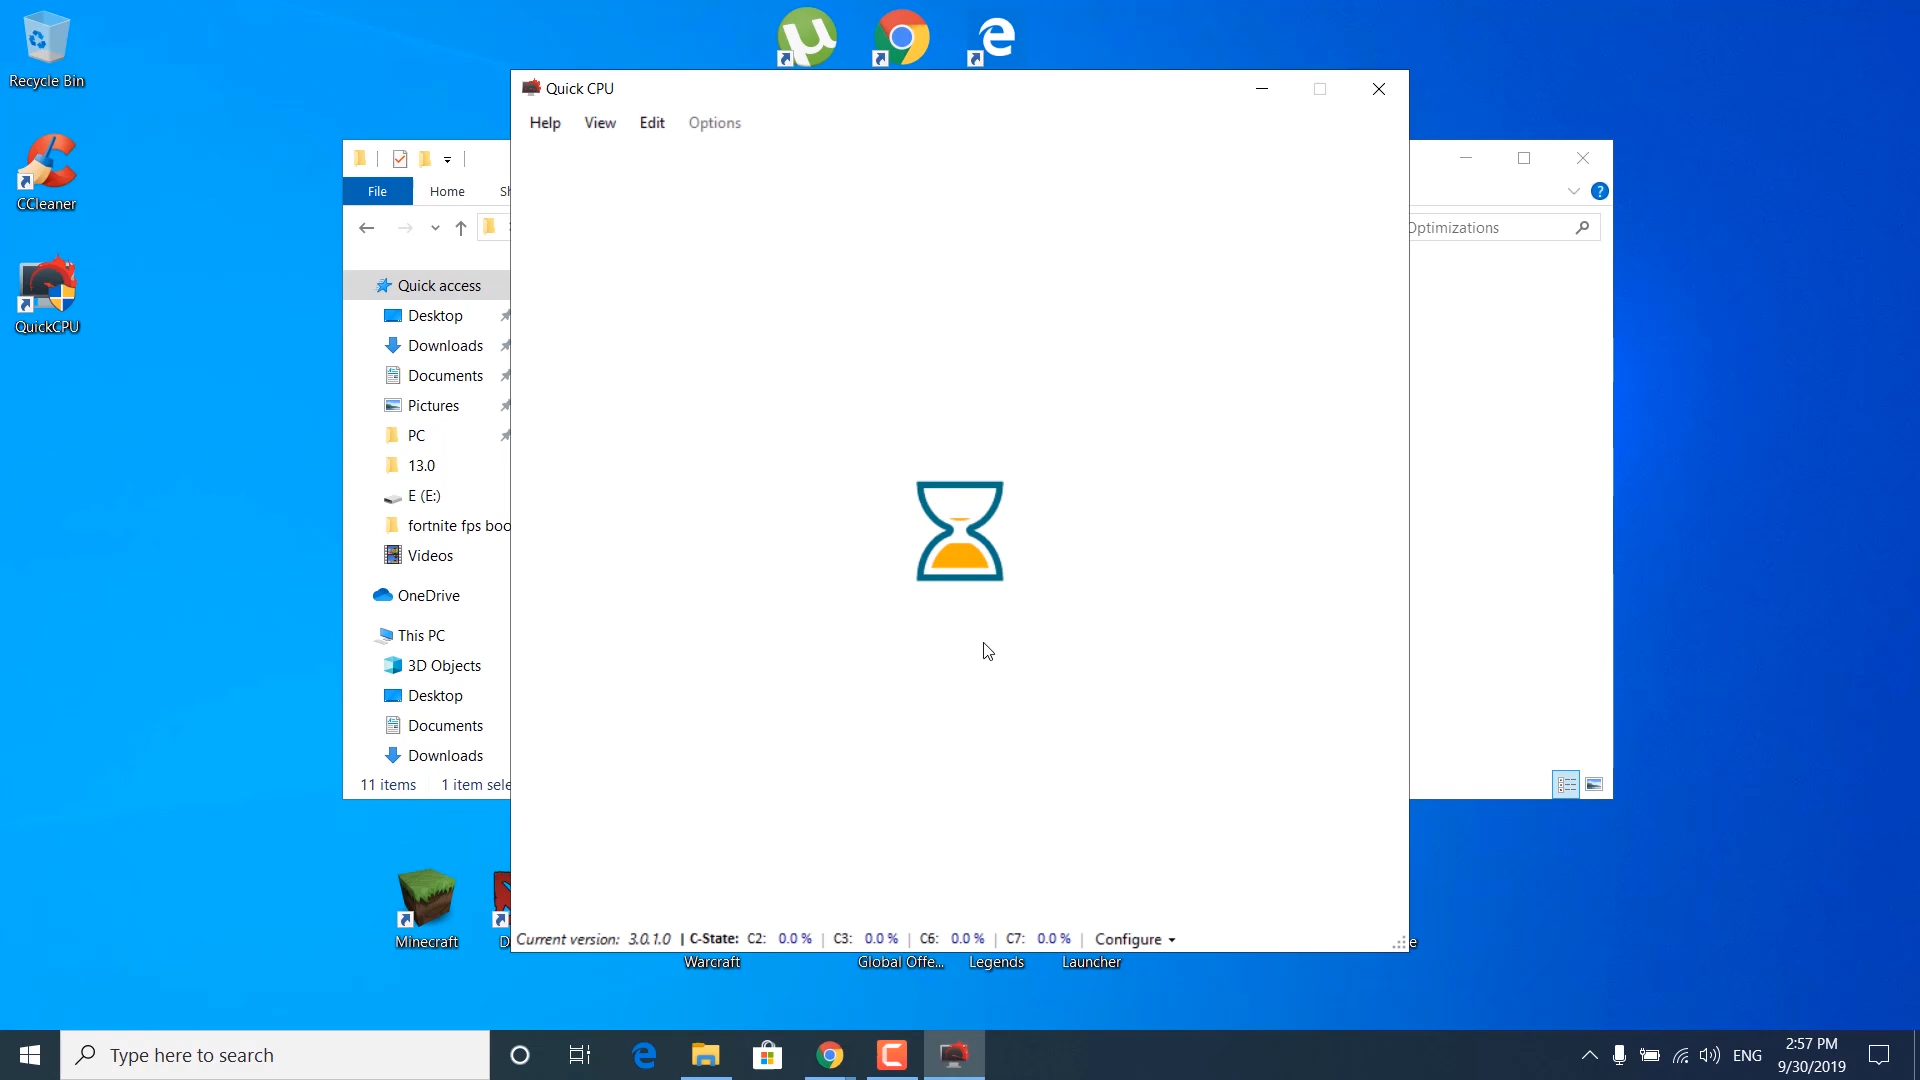 Recycle Bin
CCleaner
QuickCPU
Quick CPU
Help View Edit Options
File Home
Optimizations
Quick access
Desktop
Downloads
Documents
Pictures
PC
13.0
E (E:)
fortnite fps boo
Videos
OneDrive
This PC
3D Objects
Desktop
Documents
Downloads
11 items 1 item sele
Current version: 3.0.1.0 | C-State: C2: 0.0 % | C3: 0.0 % | C6: 0.0 % | C7: 0.0 % | Configure
Minecraft
Warcraft
Global Offe...
Legends
Launcher
Type here to search
ENG
2:57 PM
9/30/2019